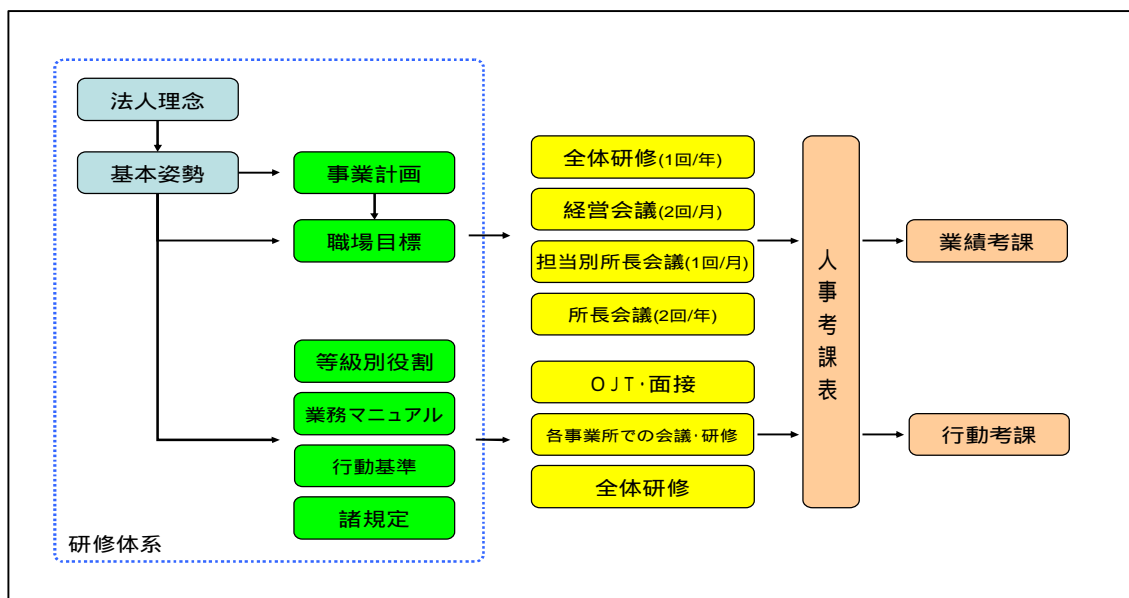 法人理念
基本姿勢
事業計画
職場目標
等級別役割
業務マニュアル
行動基準
諸規定
研修体系
全体研修(1回/年)
経営会議(2回/月)
担当別所長会議(1回/月)
所長会議(2回/年)
OJT・面接
各事業所での会議・研修
全体研修
人事考課表
業績考課
行動考課